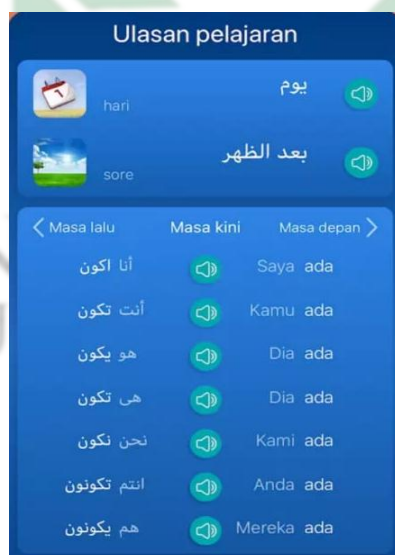 Ulasan pelajaran
يوم
hari
بعد الظهر
sore
Masa lalu Masa kini Masa depan
أنا اكون Saya ada
أنت تكون Kamu ada
هو يكون Dia ada
هى تكون Dia ada
نحن نكون Kami ada
انتم تكونون Anda ada
هم يكونون Mereka ada